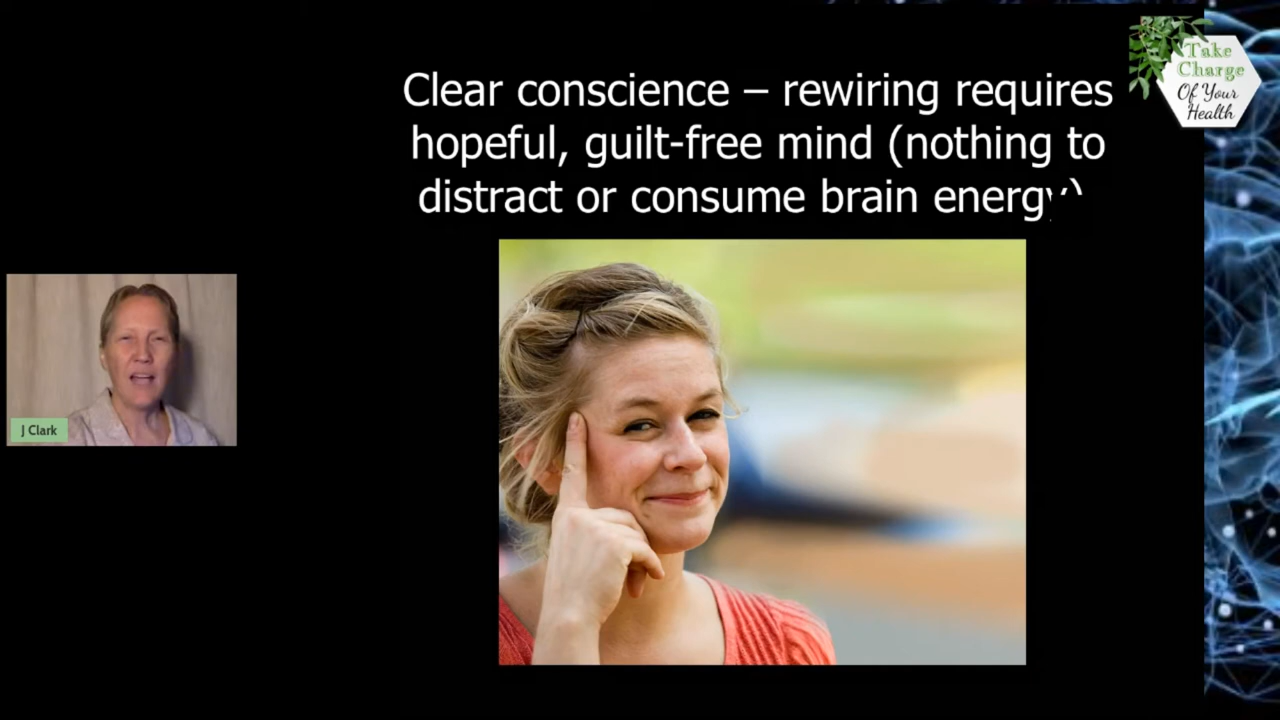 Clear conscience – rewiring requires
hopeful, guilt-free mind (nothing to
distract or consume brain energy)
Take
Charge
Of Your
Health
J Clark